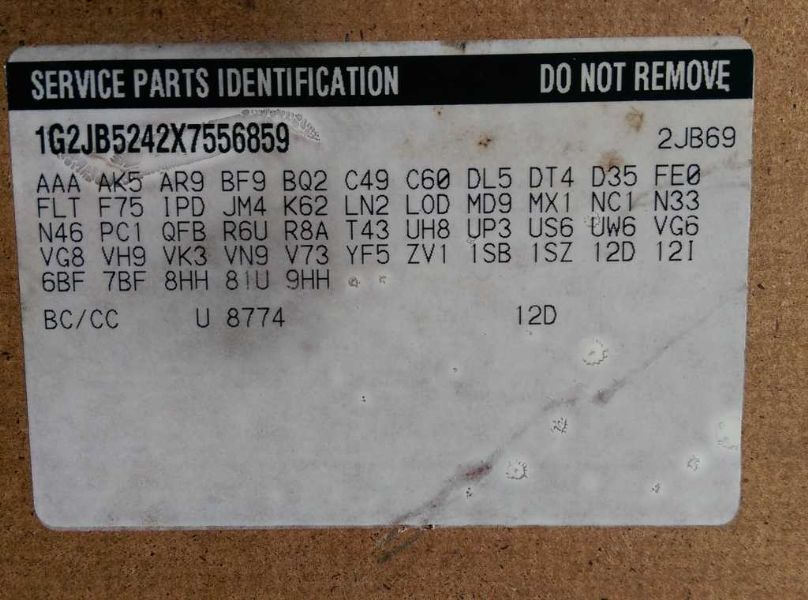 SERVICE PARTS IDENTIFICATION DO NOT REMOVE
1G2JB5242X7556859 2JB69
AAA AK5 AR9 BF9 BQ2 C49 C60 DL5 DT4 D35 FE0
FLT F75 IPD JM4 K62 LN2 LOD MD9 MX1 NC1 N33
N46 PC1 QFB R6U R8A T43 UH8 UP3 US6 UW6 VG6
VG8 VH9 VK3 VN9 V73 YF5 ZV1 1SB 1SZ 12D 12I
6BF 7BF 8HH 81U 9HH
BC/CC U 8774 12D